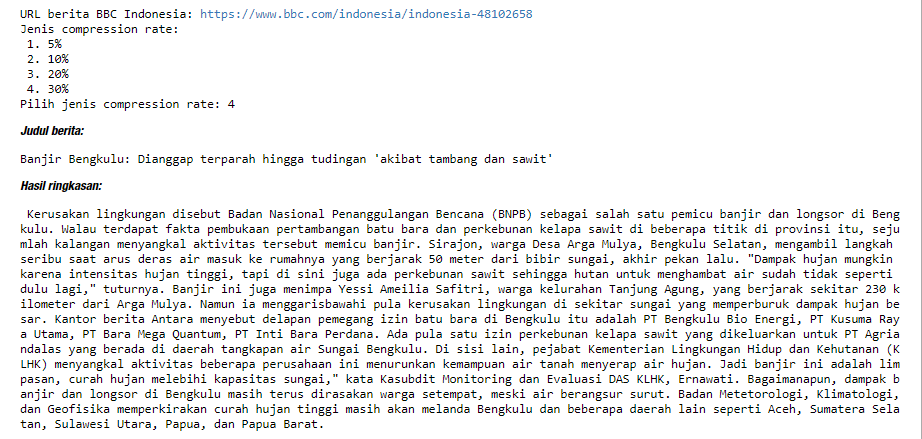 URL berita BBC Indonesia: https://www.bbc.com/indonesia/indonesia-48102658
Jenis compression rate:
1. 5%
2. 10%
3. 20%
4. 30%
Pilih jenis compression rate: 4
Judul berita:
Banjir Bengkulu: Dianggap terparah hingga tudingan 'akibat tambang dan sawit'
Hasil ringkasan:
Kerusakan lingkungan disebut Badan Nasional Penanggulangan Bencana (BNPB) sebagai salah satu pemicu banjir dan longsor di Beng
kulu. Walau terdapat fakta pembukaan pertambangan batu bara dan perkebunan kelapa sawit di beberapa titik di provinsi itu, seju
mlah kalangan menyangkal aktivitas tersebut memicu banjir. Sirajon, warga Desa Arga Mulya, Bengkulu Selatan, mengambil langkah
seribu saat arus deras air masuk ke rumahnya yang berjarak 50 meter dari bibir sungai, akhir pekan lalu. "Dampak hujan mungkin
karena intensitas hujan tinggi, tapi di sini juga ada perkebunan sawit sehingga hutan untuk menghambat air sudah tidak seperti
dulu lagi," tuturnya. Banjir ini juga menimpa Yessi Ameilia Safitri, warga kelurahan Tanjung Agung, yang berjarak sekitar 230 k
ilometer dari Arga Mulya. Namun ia menggarisbawahi pula kerusakan lingkungan di sekitar sungai yang memperburuk dampak hujan be
sar. Kantor berita Antara menyebut delapan pemegang izin batu bara di Bengkulu itu adalah PT Bengkulu Bio Energi, PT Kusuma Ray
a Utama, PT Bara Mega Quantum, PT Inti Bara Perdana. Ada pula satu izin perkebunan kelapa sawit yang dikeluarkan untuk PT Agria
ndalas yang berada di daerah tangkapan air Sungai Bengkulu. Di sisi lain, pejabat Kementerian Lingkungan Hidup dan Kehutanan (K
LHK) menyangkal aktivitas beberapa perusahaan ini menurunkan kemampuan air tanah menyerap air hujan. Jadi banjir ini adalah lim
pasan, curah hujan melebihi kapasitas sungai," kata Kasubdit Monitoring dan Evaluasi DAS KLHK, Ernawati. Bagaimanapun, dampak b
anjir dan longsor di Bengkulu masih terus dirasakan warga setempat, meski air berangsur surut. Badan Metetorologi, Klimatologi,
dan Geofisika memperkirakan curah hujan tinggi masih akan melanda Bengkulu dan beberapa daerah lain seperti Aceh, Sumatera Sela
tan, Sulawesi Utara, Papua, dan Papua Barat.